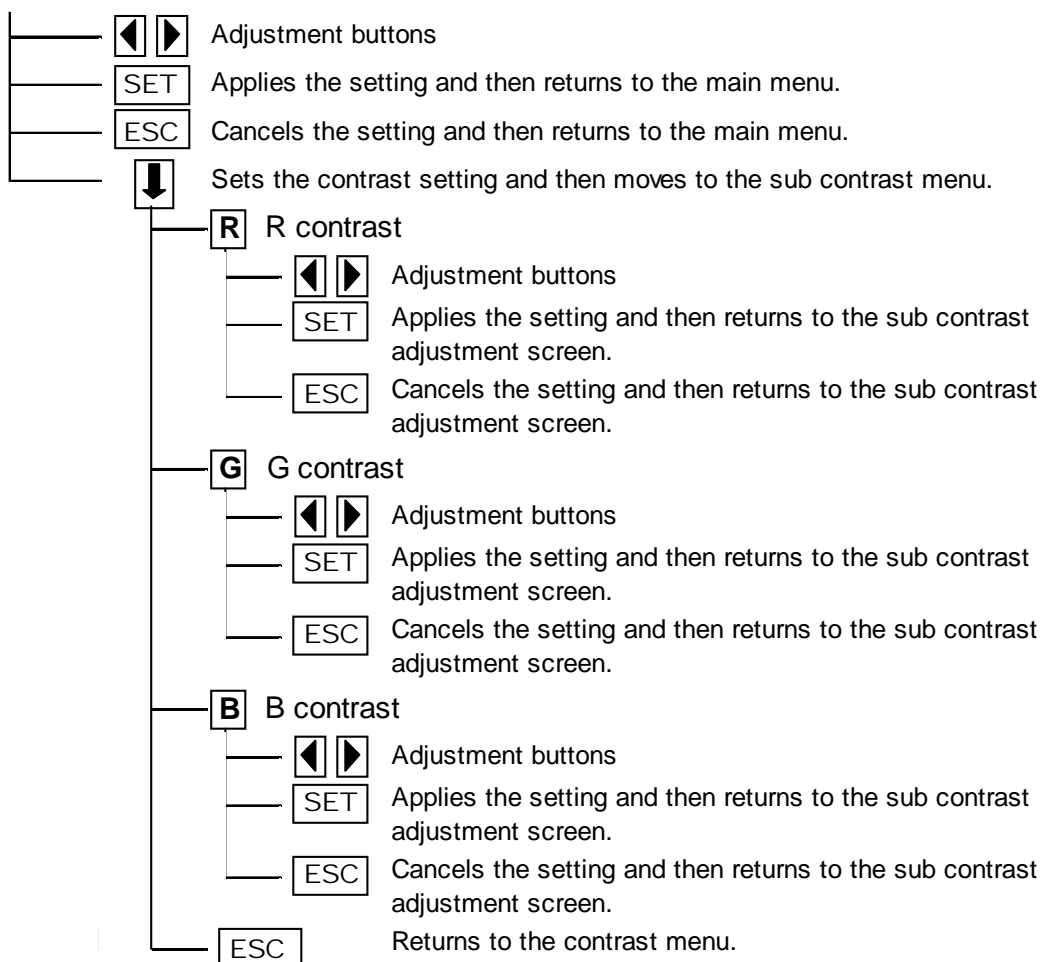 Adjustment buttons
SET Applies the setting and then returns to the main menu.
ESC Cancels the setting and then returns to the main menu.
Sets the contrast setting and then moves to the sub contrast menu.
R R contrast
Adjustment buttons
SET Applies the setting and then returns to the sub contrast
adjustment screen.
ESC Cancels the setting and then returns to the sub contrast
adjustment screen.
G G contrast
Adjustment buttons
SET Applies the setting and then returns to the sub contrast
adjustment screen.
ESC Cancels the setting and then returns to the sub contrast
adjustment screen.
B B contrast
Adjustment buttons
SET Applies the setting and then returns to the sub contrast
adjustment screen.
ESC Cancels the setting and then returns to the sub contrast
adjustment screen.
ESC Returns to the contrast menu.